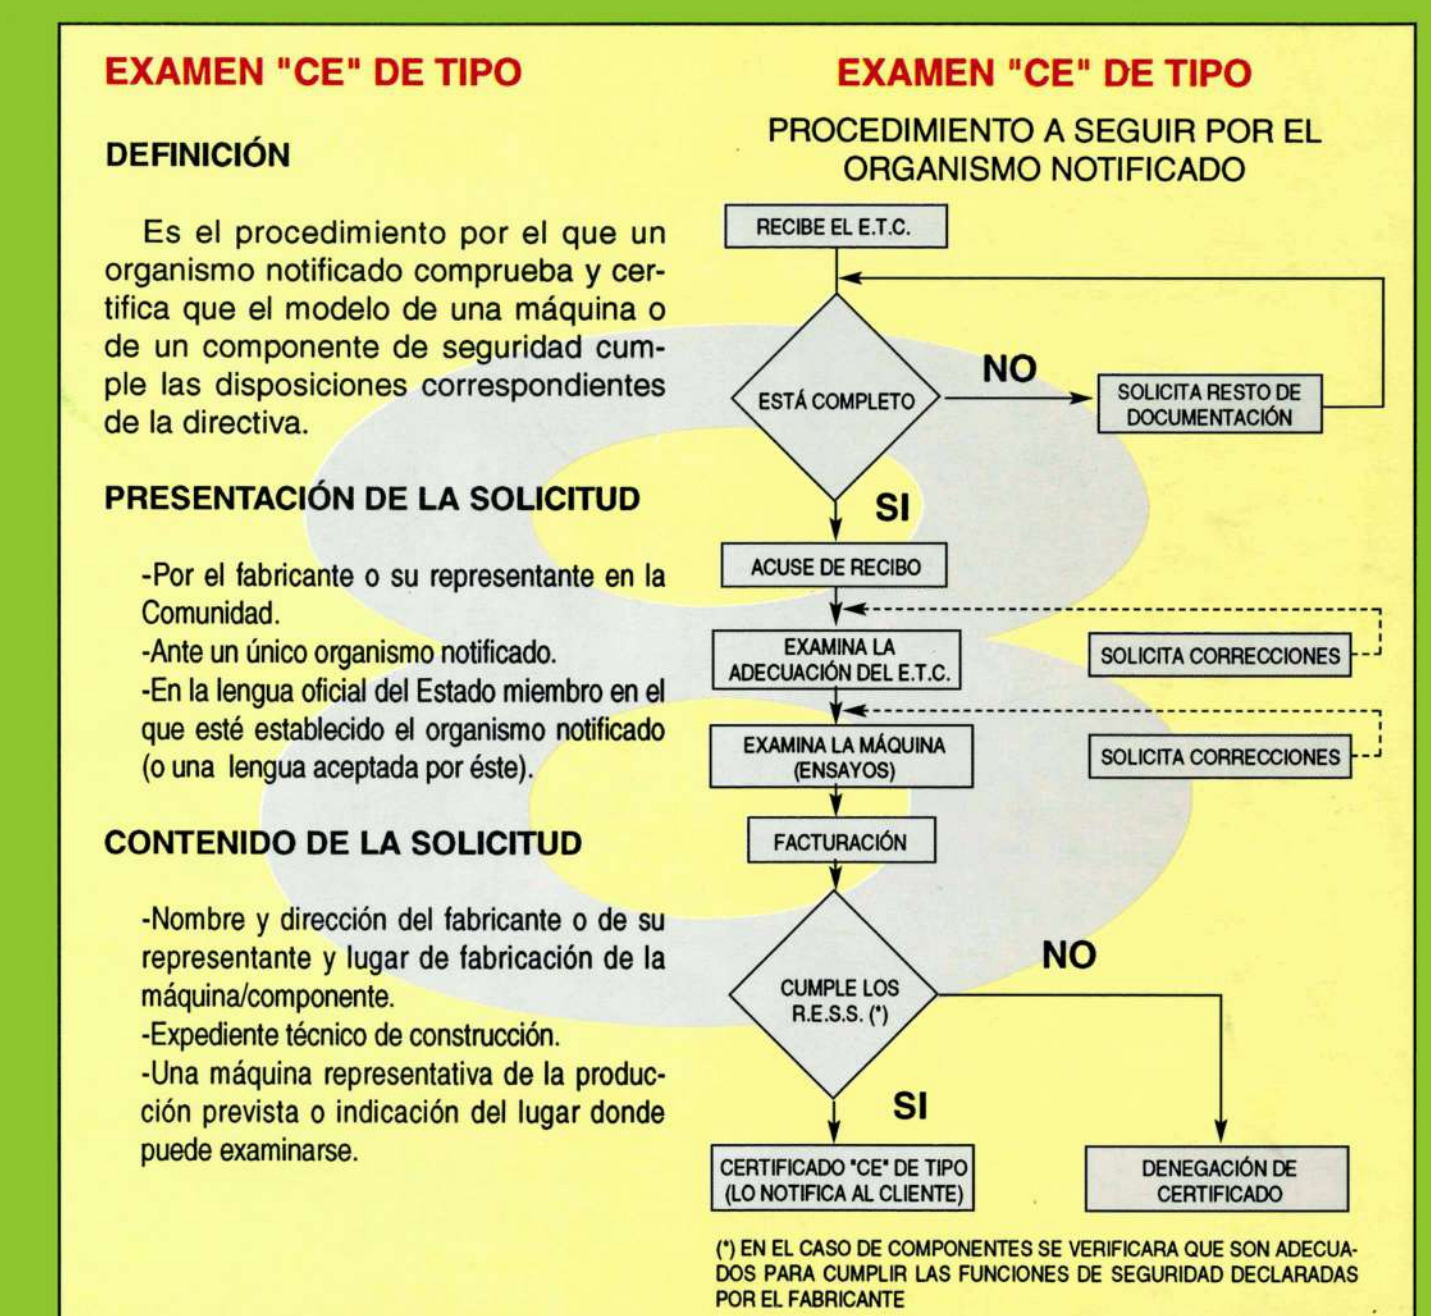 EXAMEN "CE" DE TIPO
DEFINICIÓN
Es el procedimiento por el que un
organismo notificado comprueba y cer-
tifica que el modelo de una máquina o
de un componente de seguridad cum-
ple las disposiciones correspondientes
de la directiva.
PRESENTACIÓN DE LA SOLICITUD
-Por el fabricante o su representante en la
Comunidad.
-Ante un único organismo notificado.
-En la lengua oficial del Estado miembro en el
que esté establecido el organismo notificado
(o una lengua aceptada por éste).
CONTENIDO DE LA SOLICITUD
-Nombre y dirección del fabricante o de su
representante y lugar de fabricación de la
máquina/componente.
-Expediente técnico de construcción.
-Una máquina representativa de la produc-
ción prevista o indicación del lugar donde
puede examinarse.
EXAMEN "CE" DE TIPO
PROCEDIMIENTO A SEGUIR POR EL
ORGANISMO NOTIFICADO
RECIBE EL E.T.C.
ESTÁ COMPLETO
NO
SOLICITA RESTO DE
DOCUMENTACIÓN
SI
ACUSE DE RECIBO
EXAMINA LA
ADECUACIÓN DEL E.T.C.
SOLICITA CORRECCIONES
EXAMINA LA MÁQUINA
(ENSAYOS)
SOLICITA CORRECCIONES
FACTURACIÓN
CUMPLE LOS
R.E.S.S. (*)
NO
SI
CERTIFICADO "CE" DE TIPO
(LO NOTIFICA AL CLIENTE)
DENEGACIÓN DE
CERTIFICADO
(*) EN EL CASO DE COMPONENTES SE VERIFICARA QUE SON ADECUA-
DOS PARA CUMPLIR LAS FUNCIONES DE SEGURIDAD DECLARADAS
POR EL FABRICANTE
8